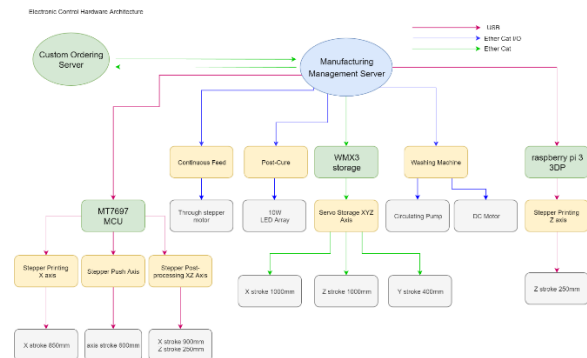 Electronic Control Hardware Architecture
USB
Ether Cat I/O
Ether Cat
Custom Ordering
Server
Manufacturing
Management Server
Continuous Feed
Post-Cure
WMX3
storage
Washing Machine
raspberry pi 3
3DP
MT7697
MCU
Through stepper
motor
10W
LED Array
Servo Storage XYZ
Axis
Circulating Pump
DC Motor
Stepper Printing
Z axis
Stepper Printing
X axis
Stepper Push Axis
Stepper Post-
processing XZ Axis
X stroke 1000mm
Z stroke 1800mm
Y stroke 400mm
Z stroke 250mm
X stroke 850mm
axis stroke 800mm
X stroke 900mm
Z stroke 250mm